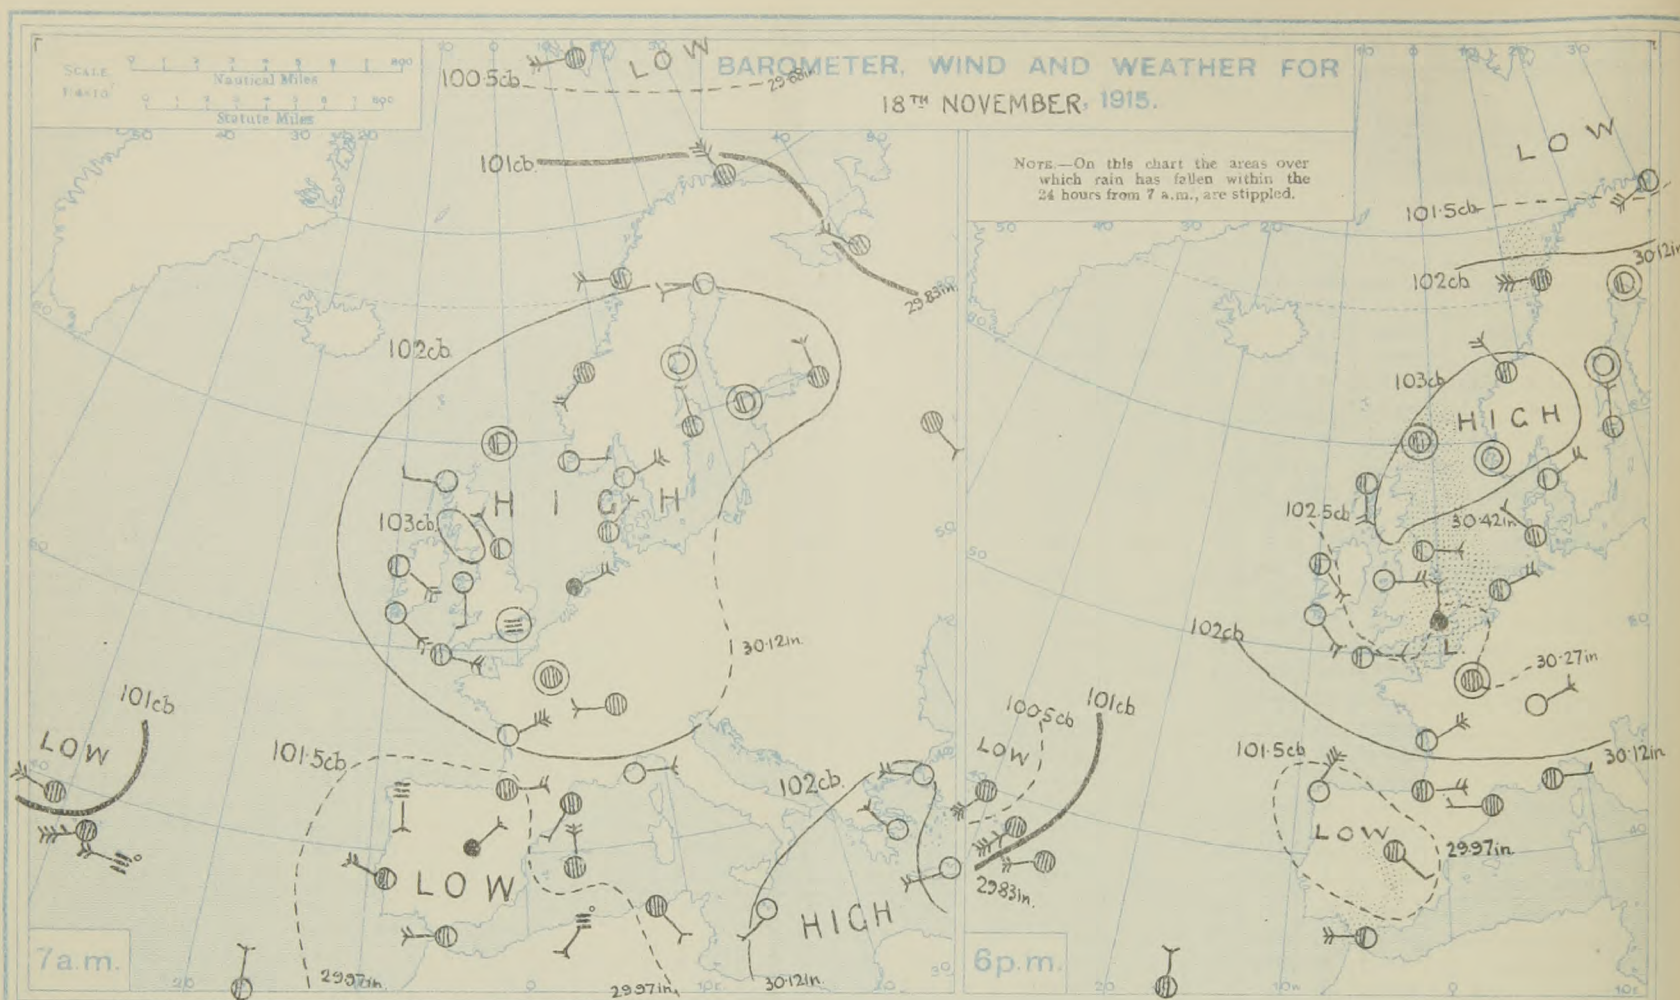 BAROMETER, WIND AND WEATHER FOR
18TH NOVEMBER, 1915.
SCALE
Nautical Miles
Statute Miles
NOTE.—On this chart the areas over
which rain has fallen within the
24 hours from 7 a.m., are stippled.
LOW
100·5cb
101cb
29·83in
102cb
HIGH
103cb
30·12in.
101cb
LOW
101·5cb
LOW
102cb.
HIGH
29·97in.
29·97in.
30·12in.
7a.m.
LOW
101·5cb
102cb
30·12in
103cb
HIGH
102·5cb
30·42in.
102cb
L.
30·27in.
100·5cb
101cb
LOW
101·5cb
30·12in
LOW
29·97in.
29·83in.
6p.m.